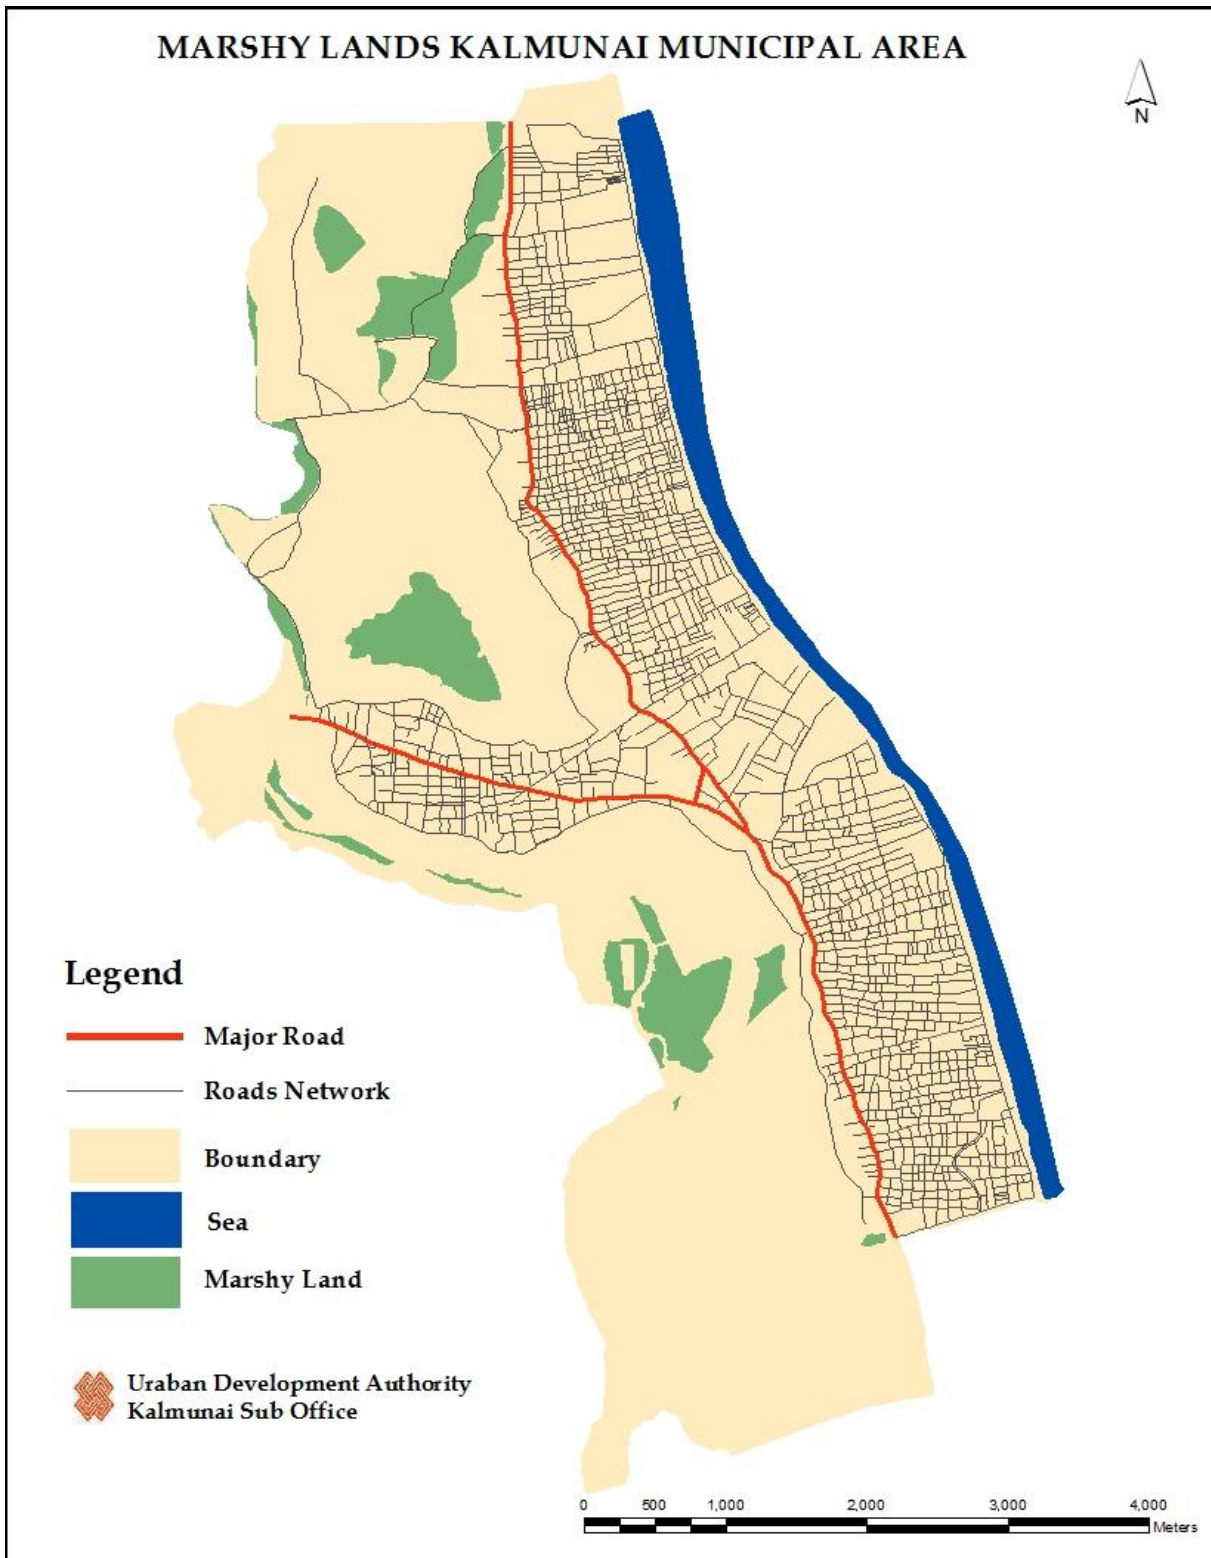 MARSHY LANDS KALMUNAI MUNICIPAL AREA
N
Legend
Major Road
Roads Network
Boundary
Sea
Marshy Land
Uraban Development Authority
Kalmunai Sub Office
0 500 1,000 2,000 3,000 4,000
Meters